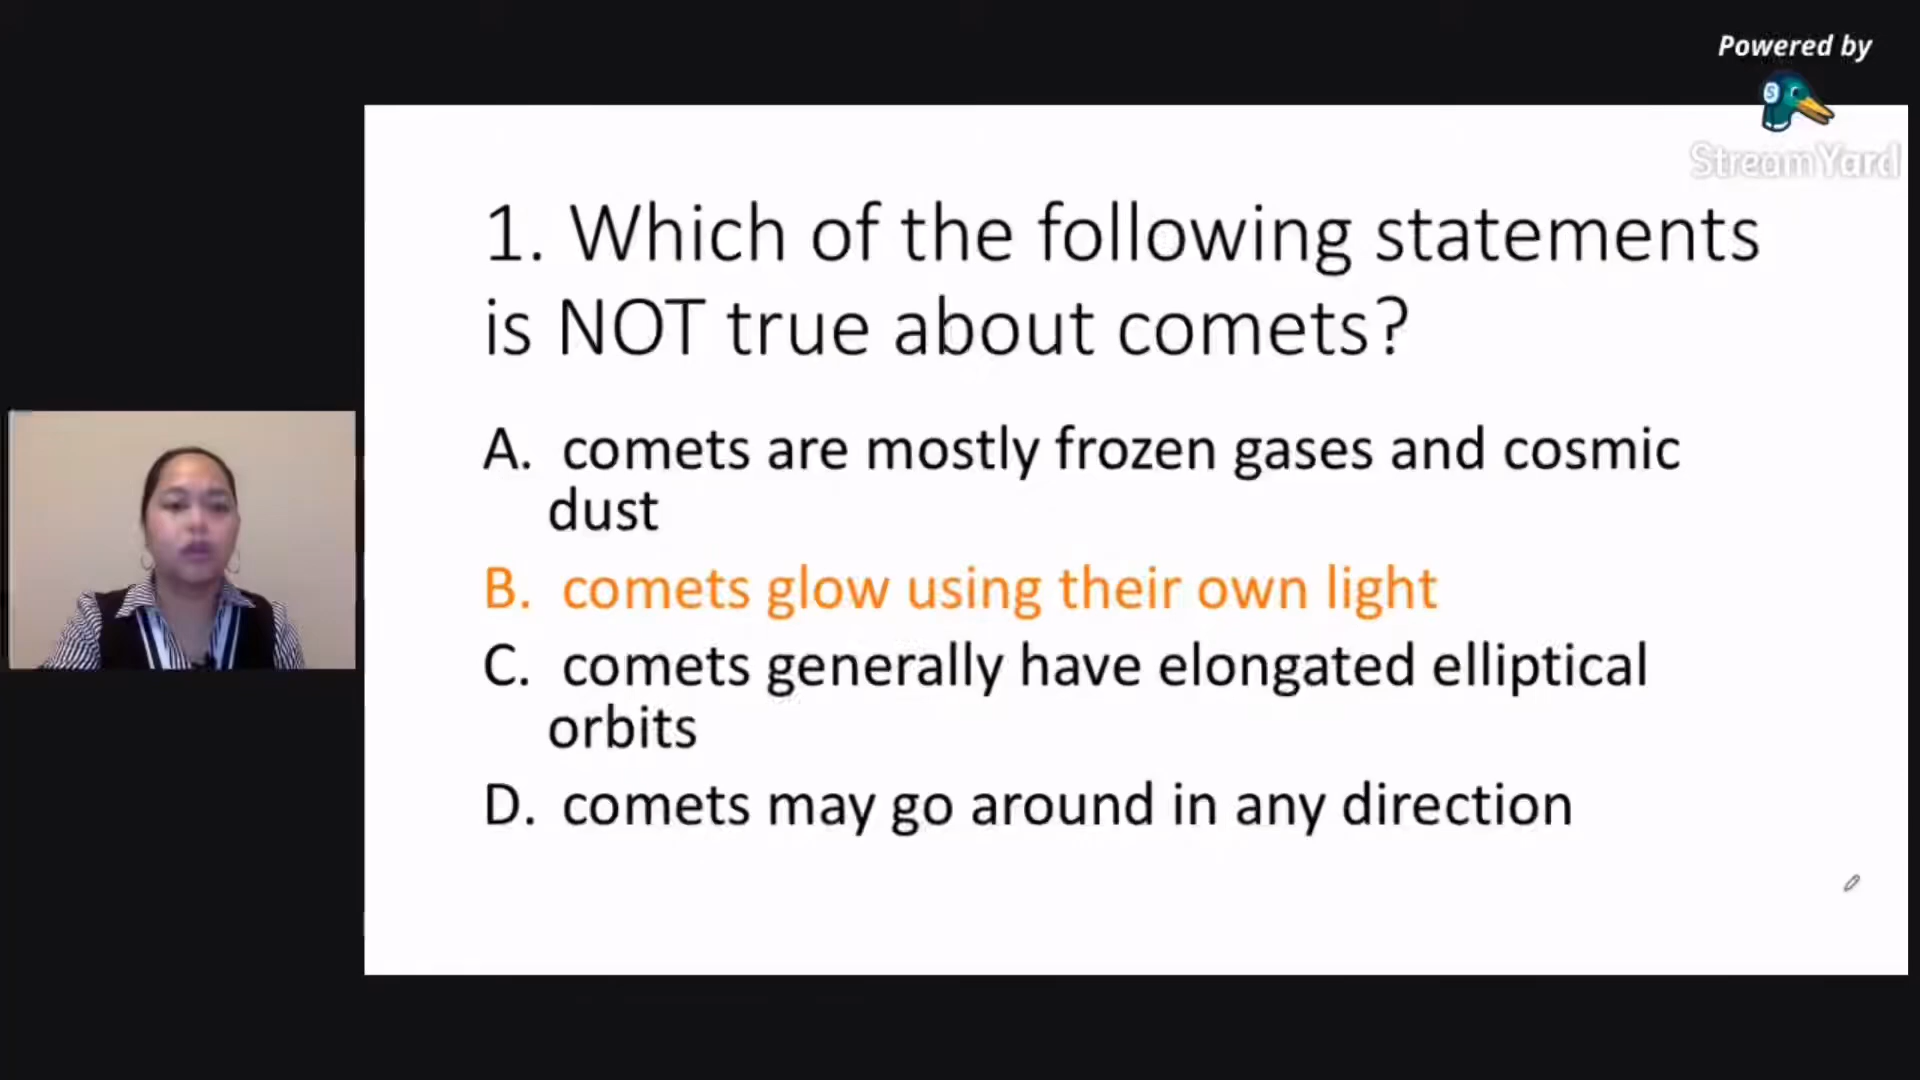 Powered by
StreamYard
1. Which of the following statements
is NOT true about comets?
A. comets are mostly frozen gases and cosmic
dust
B. comets glow using their own light
C. comets generally have elongated elliptical
orbits
D. comets may go around in any direction